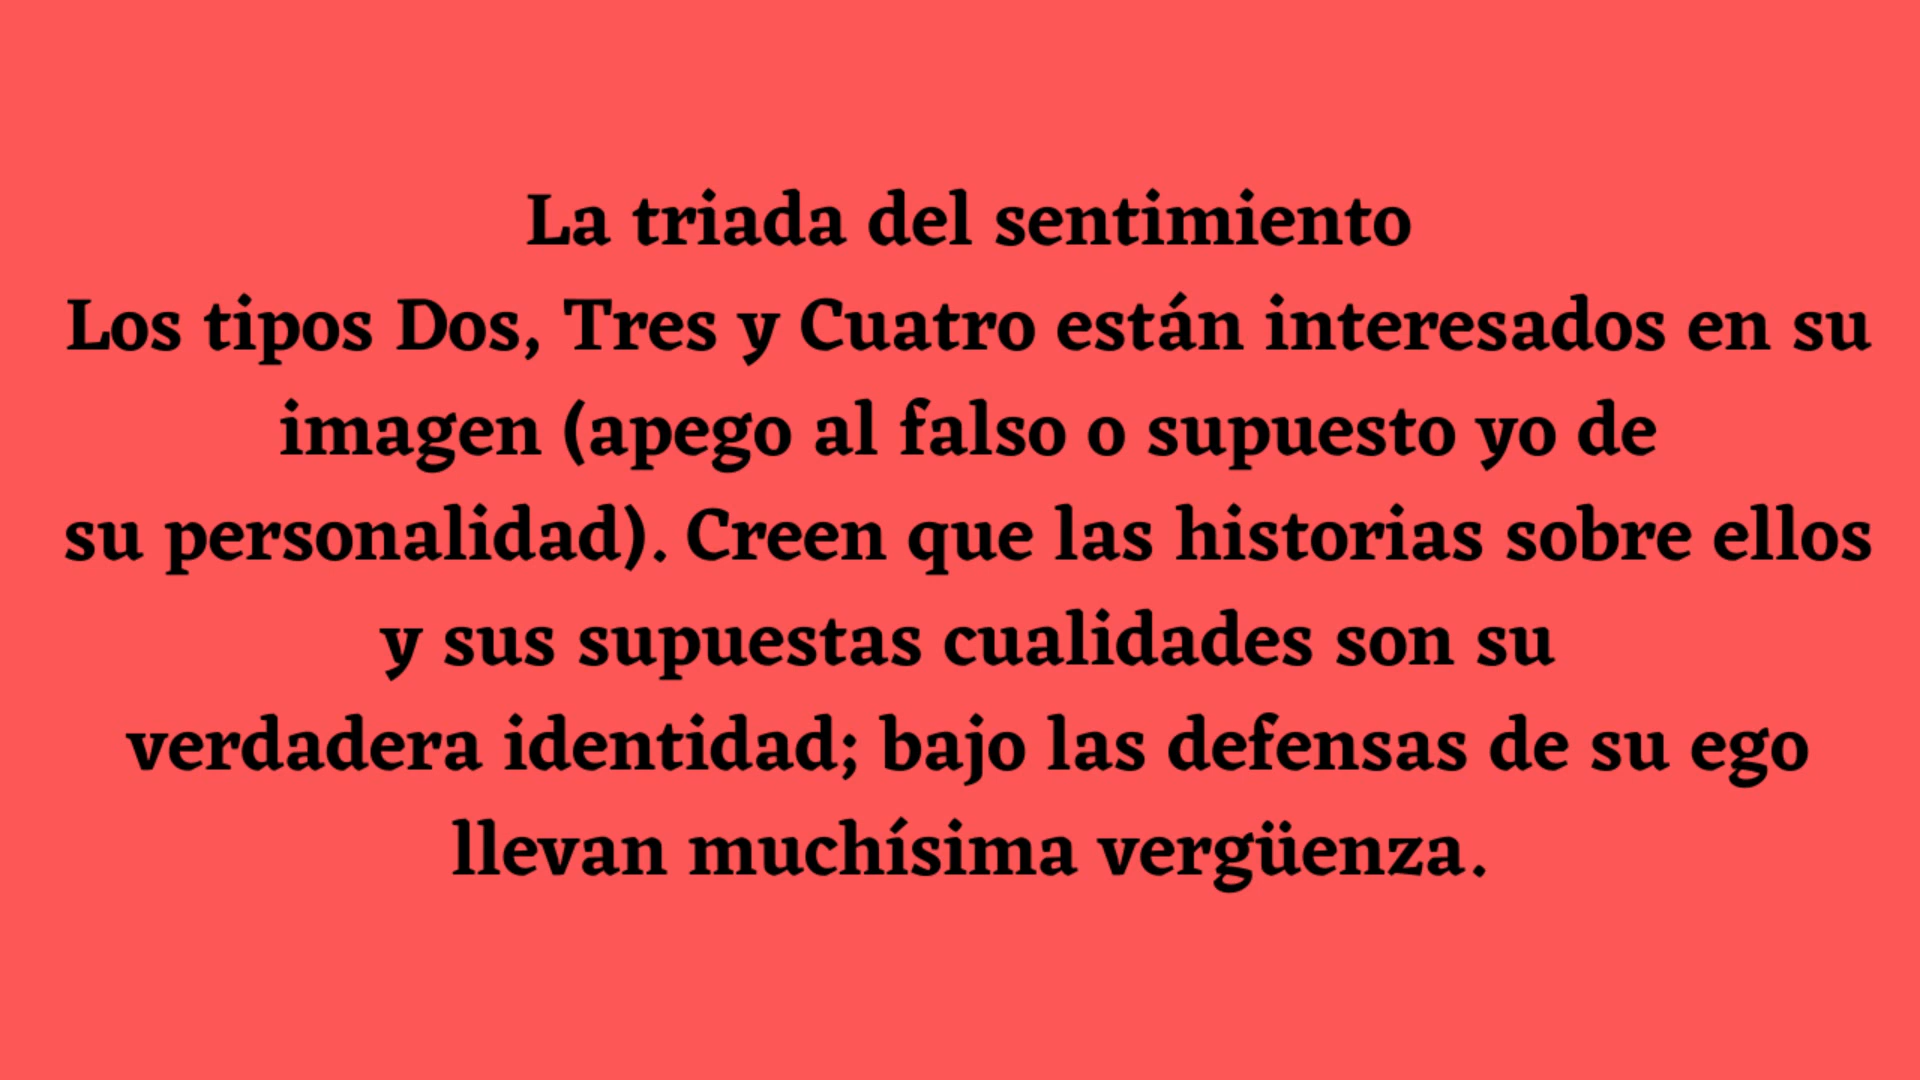 La triada del sentimiento
Los tipos Dos, Tres y Cuatro están interesados en su
imagen (apego al falso o supuesto yo de
su personalidad). Creen que las historias sobre ellos
y sus supuestas cualidades son su
verdadera identidad; bajo las defensas de su ego
llevan muchísima vergüenza.